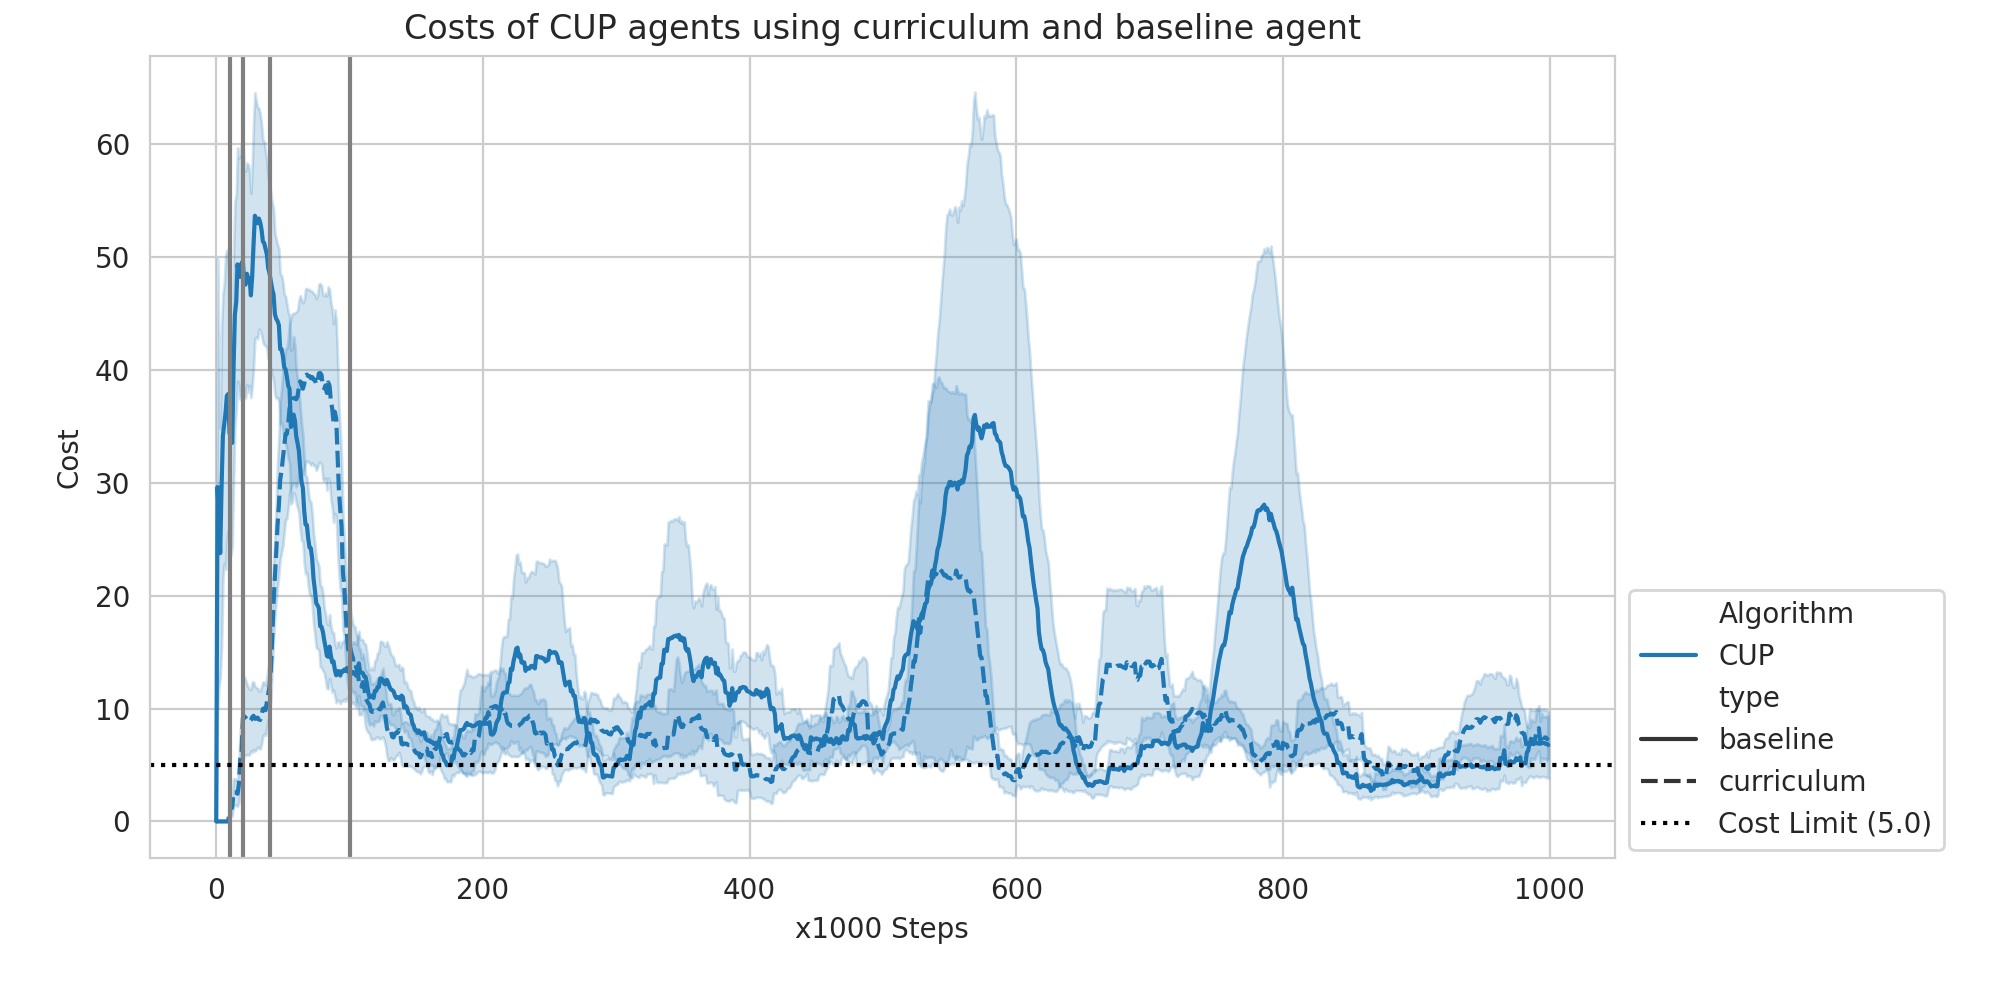 Costs of CUP agents using curriculum and baseline agent
60
50
40
30
20
10
0
Cost
0 200 400 600 800 1000
x1000 Steps
Algorithm
CUP
type
baseline
curriculum
Cost Limit (5.0)